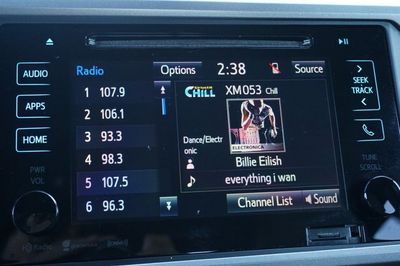 AUDIO
APPS
HOME
PWR
VOL
HD Radio
Radio
1 107.9
2 106.1
3 93.3
4 98.3
5 107.5
6 96.3
Options
2:38
Source
CHILL
XM053 Chill
Dance/Electr
onic
ELECTRONICA
Billie Eilish
everything i wan
Channel List
Sound
SEEK
TRACK
TUNE
SCROLL